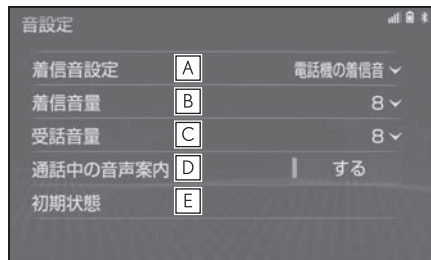 音設定
着信音設定 A 電話機の着信音
着信音量 B 8
受話音量 C 8
通話中の音声案内 D する
初期状態 E